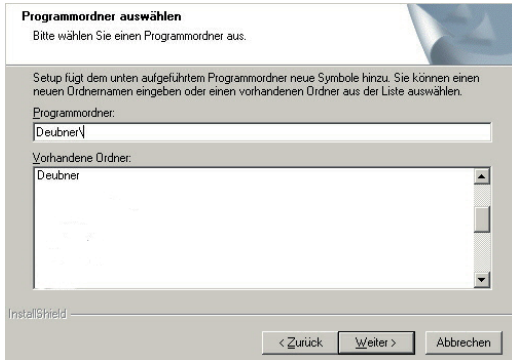 Programmordner auswählen
Bitte wählen Sie einen Programmordner aus.
Setup fügt dem unten aufgeführtem Programmordner neue Symbole hinzu. Sie können einen
neuen Ordnernamen eingeben oder einen vorhandenen Ordner aus der Liste auswählen.
Programmordner:
Deubner\
Vorhandene Ordner:
Deubner
InstallShield
< Zurück Weiter > Abbrechen